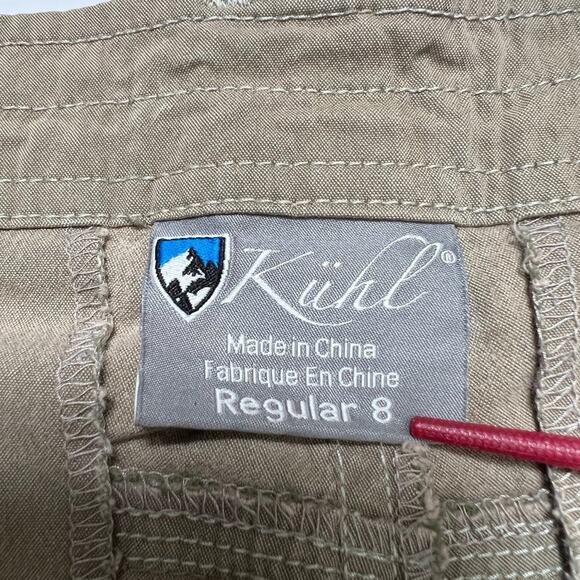 Kühl®
Made in China
Fabrique En Chine
Regular 8